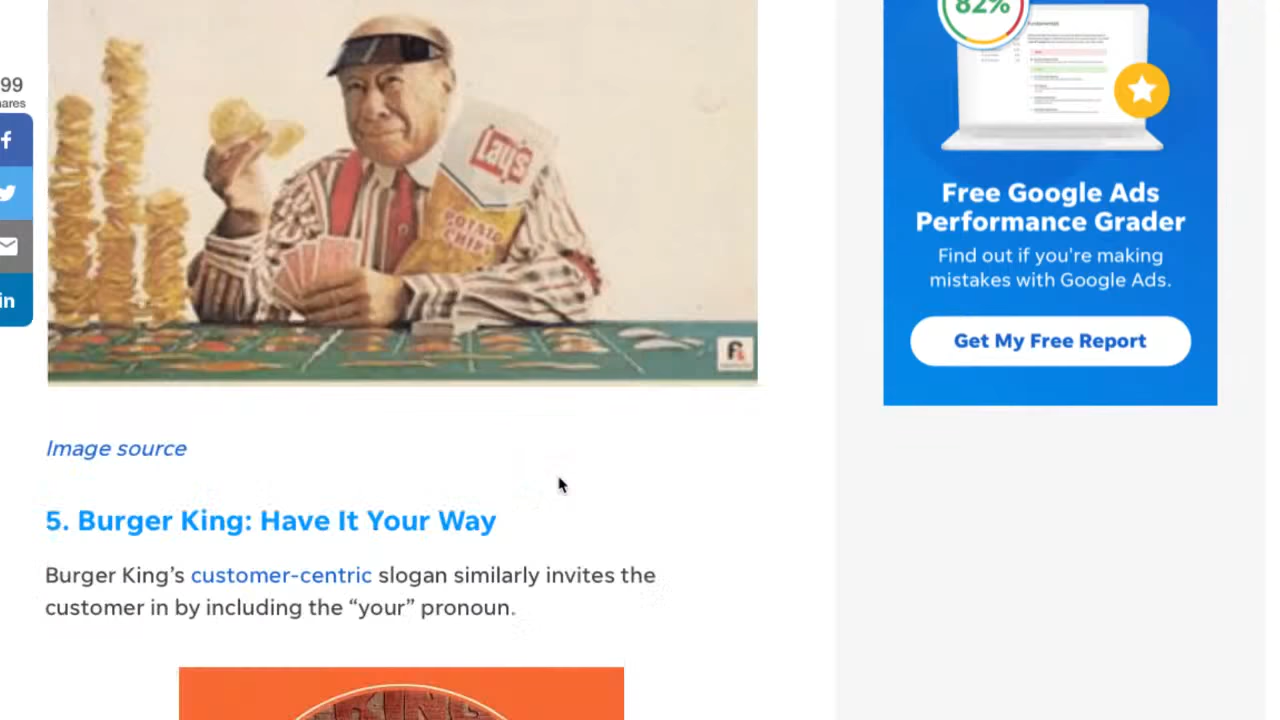 99
82%
f
Lay's
POTATO
CHIPS
in
Free Google Ads
Performance Grader
Find out if you're making
mistakes with Google Ads.
Get My Free Report
Image source
5. Burger King: Have It Your Way
Burger King’s customer-centric slogan similarly invites the
customer in by including the “your” pronoun.